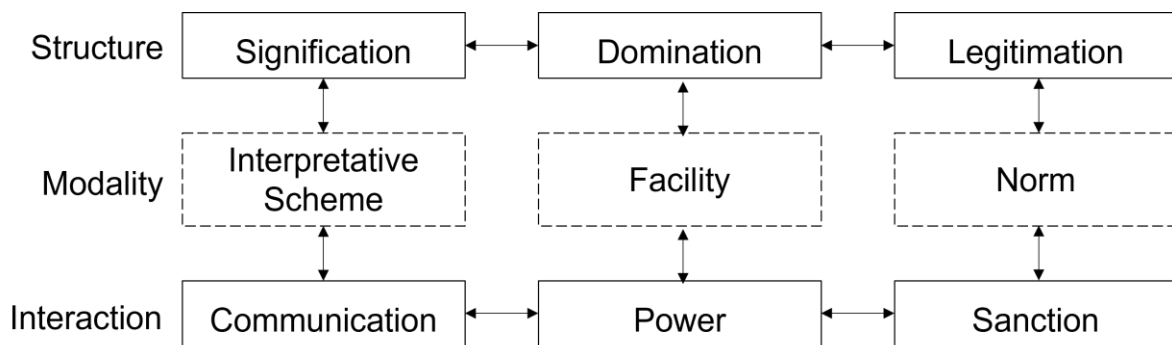 Structure
Signification
Domination
Legitimation
Modality
Interpretative
Scheme
Facility
Norm
Interaction
Communication
Power
Sanction